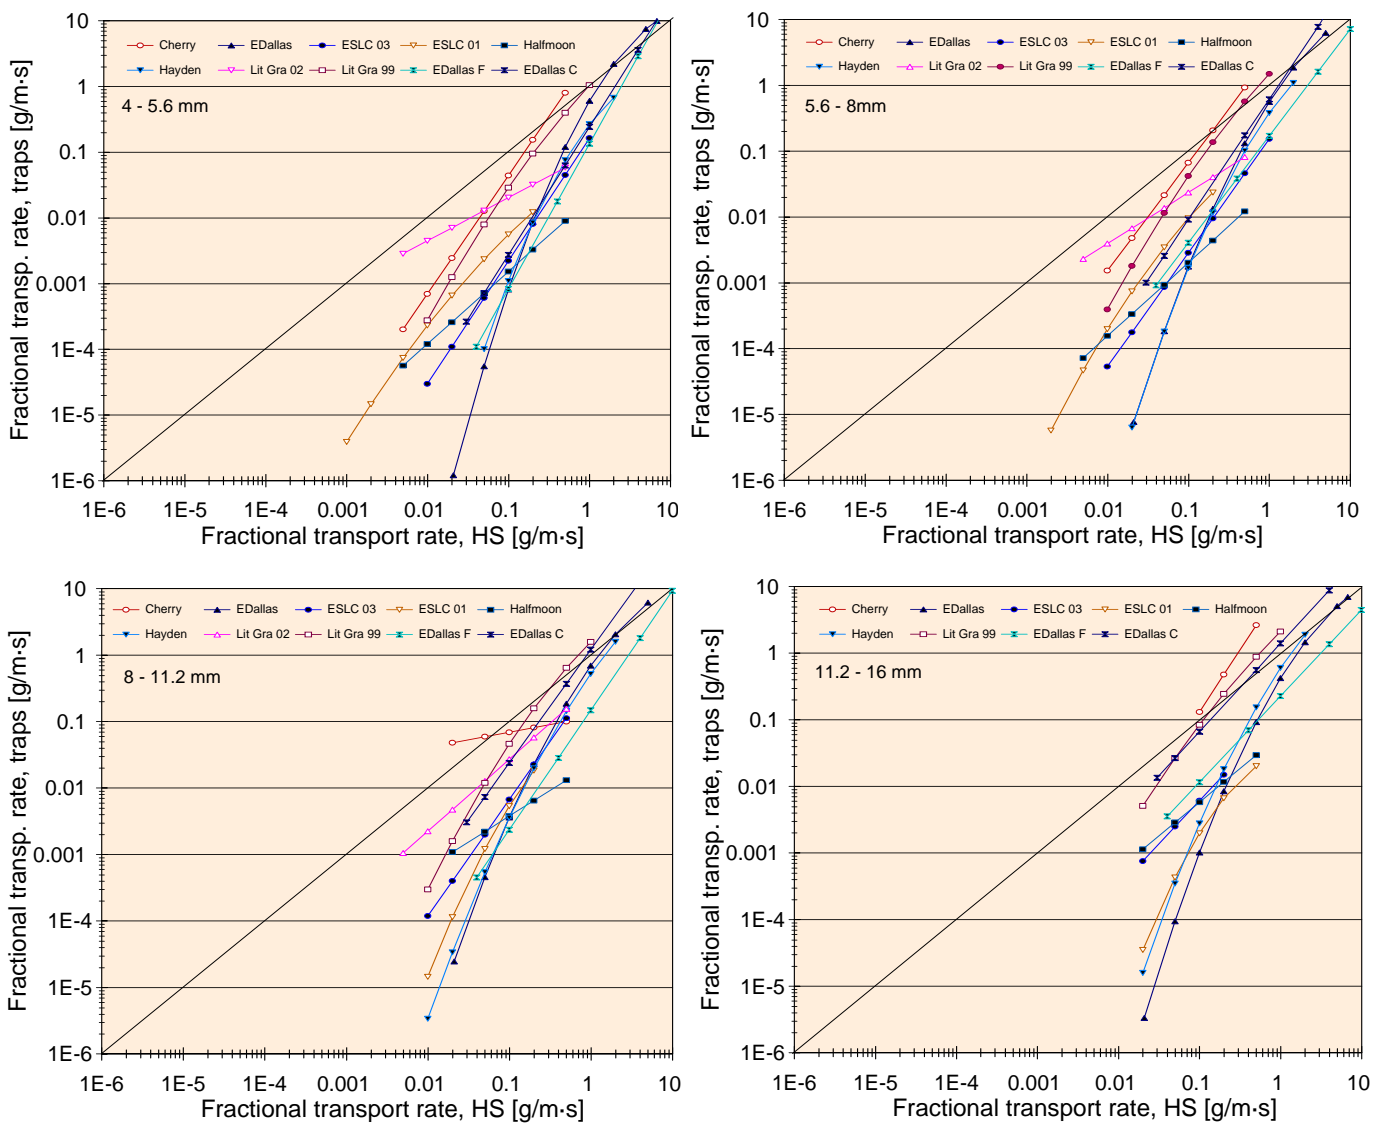 10
1
0.1
0.01
0.001
1E-4
1E-5
1E-6
Fractional transp. rate, traps [g/m·s]
Cherry EDallas ESLC 03 ESLC 01 Halfmoon
Hayden Lit Gra 02 Lit Gra 99 EDallas F EDallas C
4 - 5.6 mm
1E-6 1E-5 1E-4 0.001 0.01 0.1 1 10
Fractional transport rate, HS [g/m·s]
10
1
0.1
0.01
0.001
1E-4
1E-5
1E-6
Fractional transp. rate, traps [g/m·s]
Cherry EDallas ESLC 03 ESLC 01 Halfmoon
Hayden Lit Gra 02 Lit Gra 99 EDallas F EDallas C
5.6 - 8mm
1E-6 1E-5 1E-4 0.001 0.01 0.1 1 10
Fractional transport rate, HS [g/m·s]
10
1
0.1
0.01
0.001
1E-4
1E-5
1E-6
Fractional transp. rate, traps [g/m·s]
Cherry EDallas ESLC 03 ESLC 01 Halfmoon
Hayden Lit Gra 02 Lit Gra 99 EDallas F EDallas C
8 - 11.2 mm
1E-6 1E-5 1E-4 0.001 0.01 0.1 1 10
Fractional transport rate, HS [g/m·s]
10
1
0.1
0.01
0.001
1E-4
1E-5
1E-6
Fractional transp. rate, traps [g/m·s]
Cherry EDallas ESLC 03 ESLC 01 Halfmoon
Hayden Lit Gra 99 EDallas F EDallas C
11.2 - 16 mm
1E-6 1E-5 1E-4 0.001 0.01 0.1 1 10
Fractional transport rate, HS [g/m·s]